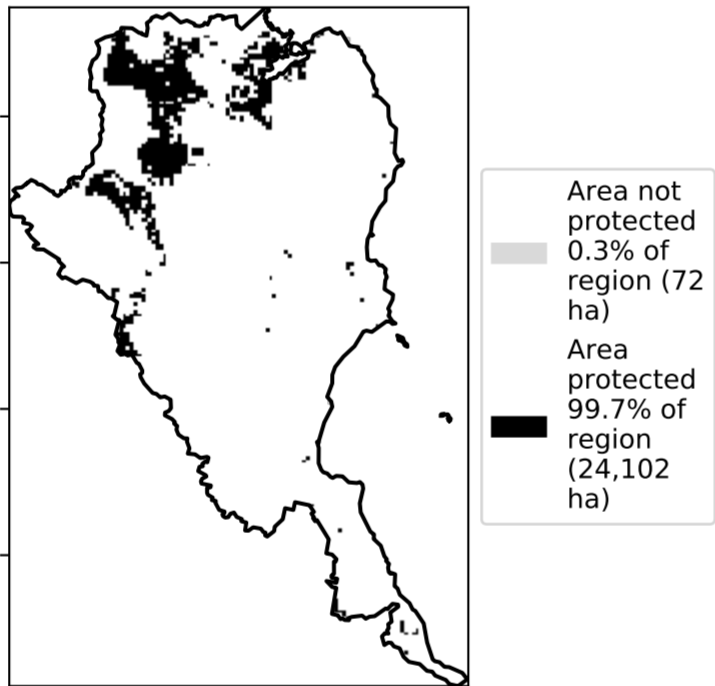 Area not
protected
0.3% of
region (72
ha)
Area
protected
99.7% of
region
(24,102
ha)